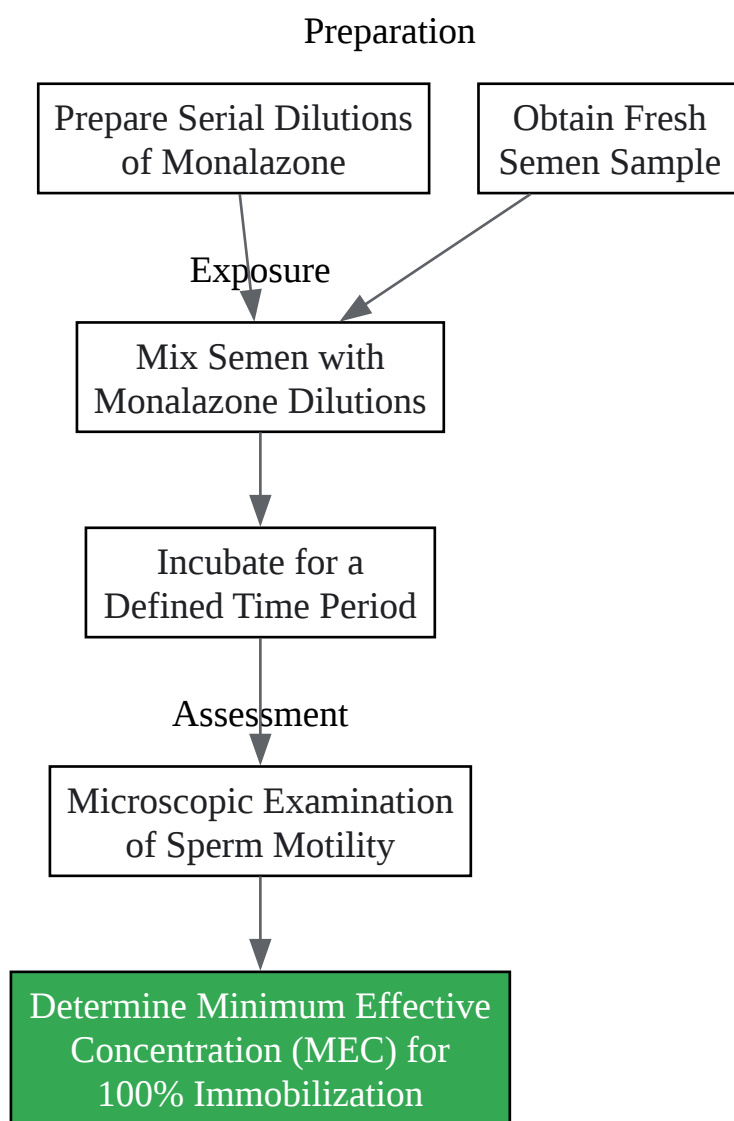 Preparation
Prepare Serial Dilutions
of Monalazone
Obtain Fresh
Semen Sample
Exposure
Mix Semen with
Monalazone Dilutions
Incubate for a
Defined Time Period
Assessment
Microscopic Examination
of Sperm Motility
Determine Minimum Effective
Concentration (MEC) for
100% Immobilization